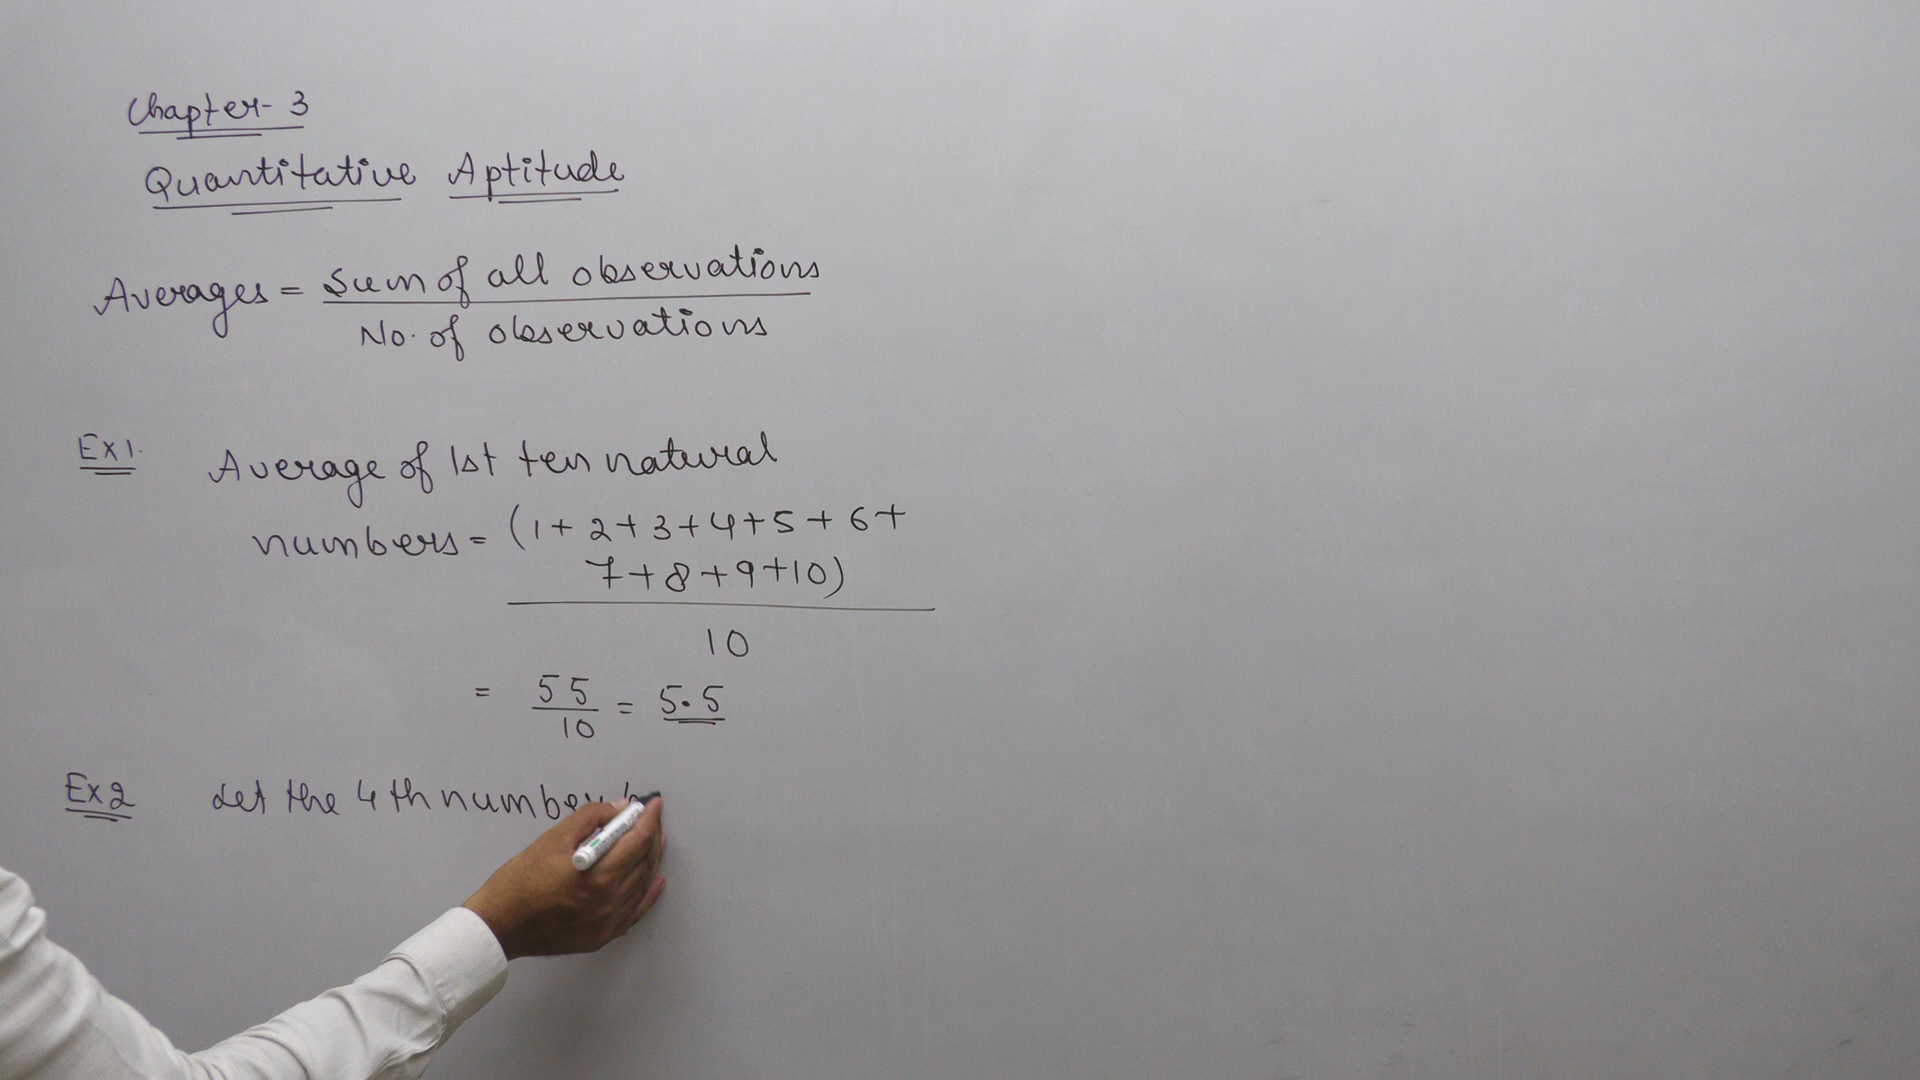 Chapter- 3
Quantitative Aptitude
Averages = Sum of all observations
No. of observations
Ex1. Average of 1st ten natural
numbers = (1+2+3+4+5+6+
7+8+9+10)
10
= 55
10 = 5.5
Ex2 Let the 4th number